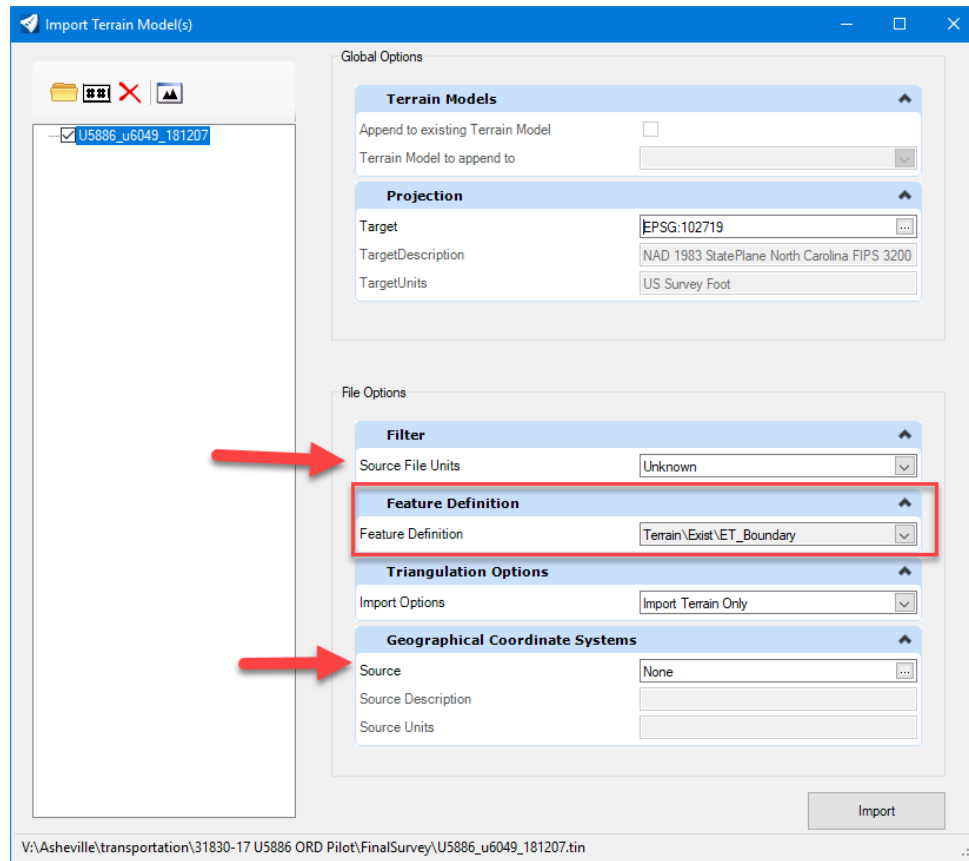 Import Terrain Model(s)
Global Options
##
U5886_u6049_181207
Terrain Models
Append to existing Terrain Model
Terrain Model to append to
Projection
Target EPSG:102719
TargetDescription NAD 1983 StatePlane North Carolina FIPS 3200
TargetUnits US Survey Foot
File Options
Filter
Source File Units Unknown
Feature Definition
Feature Definition Terrain\Exist\ET_Boundary
Triangulation Options
Import Options Import Terrain Only
Geographical Coordinate Systems
Source None
Source Description
Source Units
Import
V:\Asheville\transportation\31830-17 U5886 ORD Pilot\FinalSurvey\U5886_u6049_181207.tin